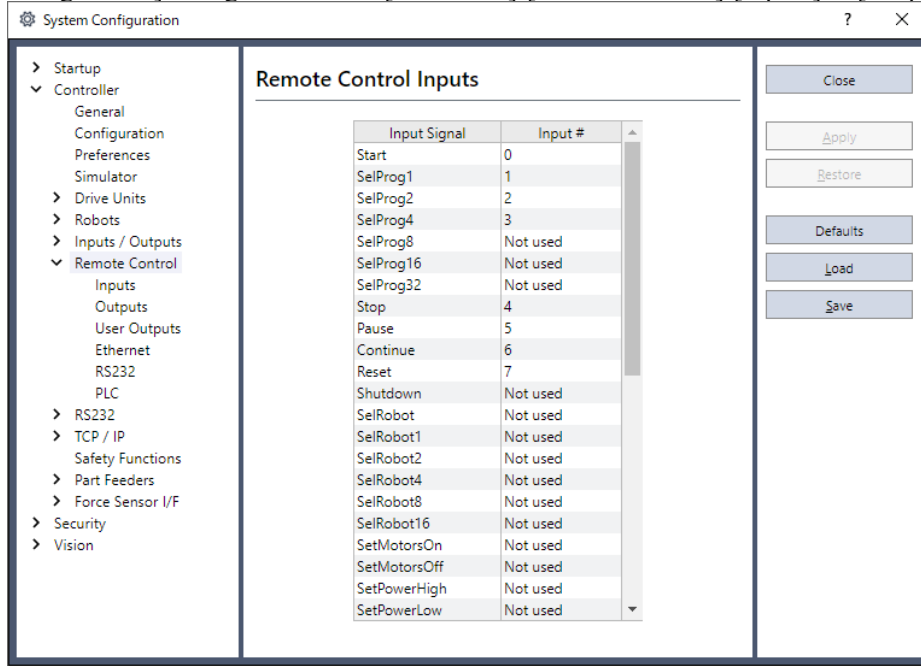 System Configuration
? X
Startup
Controller
General
Configuration
Preferences
Simulator
Drive Units
Robots
Inputs / Outputs
Remote Control
Inputs
Outputs
User Outputs
Ethernet
RS232
PLC
RS232
TCP / IP
Safety Functions
Part Feeders
Force Sensor I/F
Security
Vision
Remote Control Inputs
Input Signal Input #
Start 0
SelProg1 1
SelProg2 2
SelProg4 3
SelProg8 Not used
SelProg16 Not used
SelProg32 Not used
Stop 4
Pause 5
Continue 6
Reset 7
Shutdown Not used
SelRobot Not used
SelRobot1 Not used
SelRobot2 Not used
SelRobot4 Not used
SelRobot8 Not used
SelRobot16 Not used
SetMotorsOn Not used
SetMotorsOff Not used
SetPowerHigh Not used
SetPowerLow Not used
Close
Apply
Restore
Defaults
Load
Save